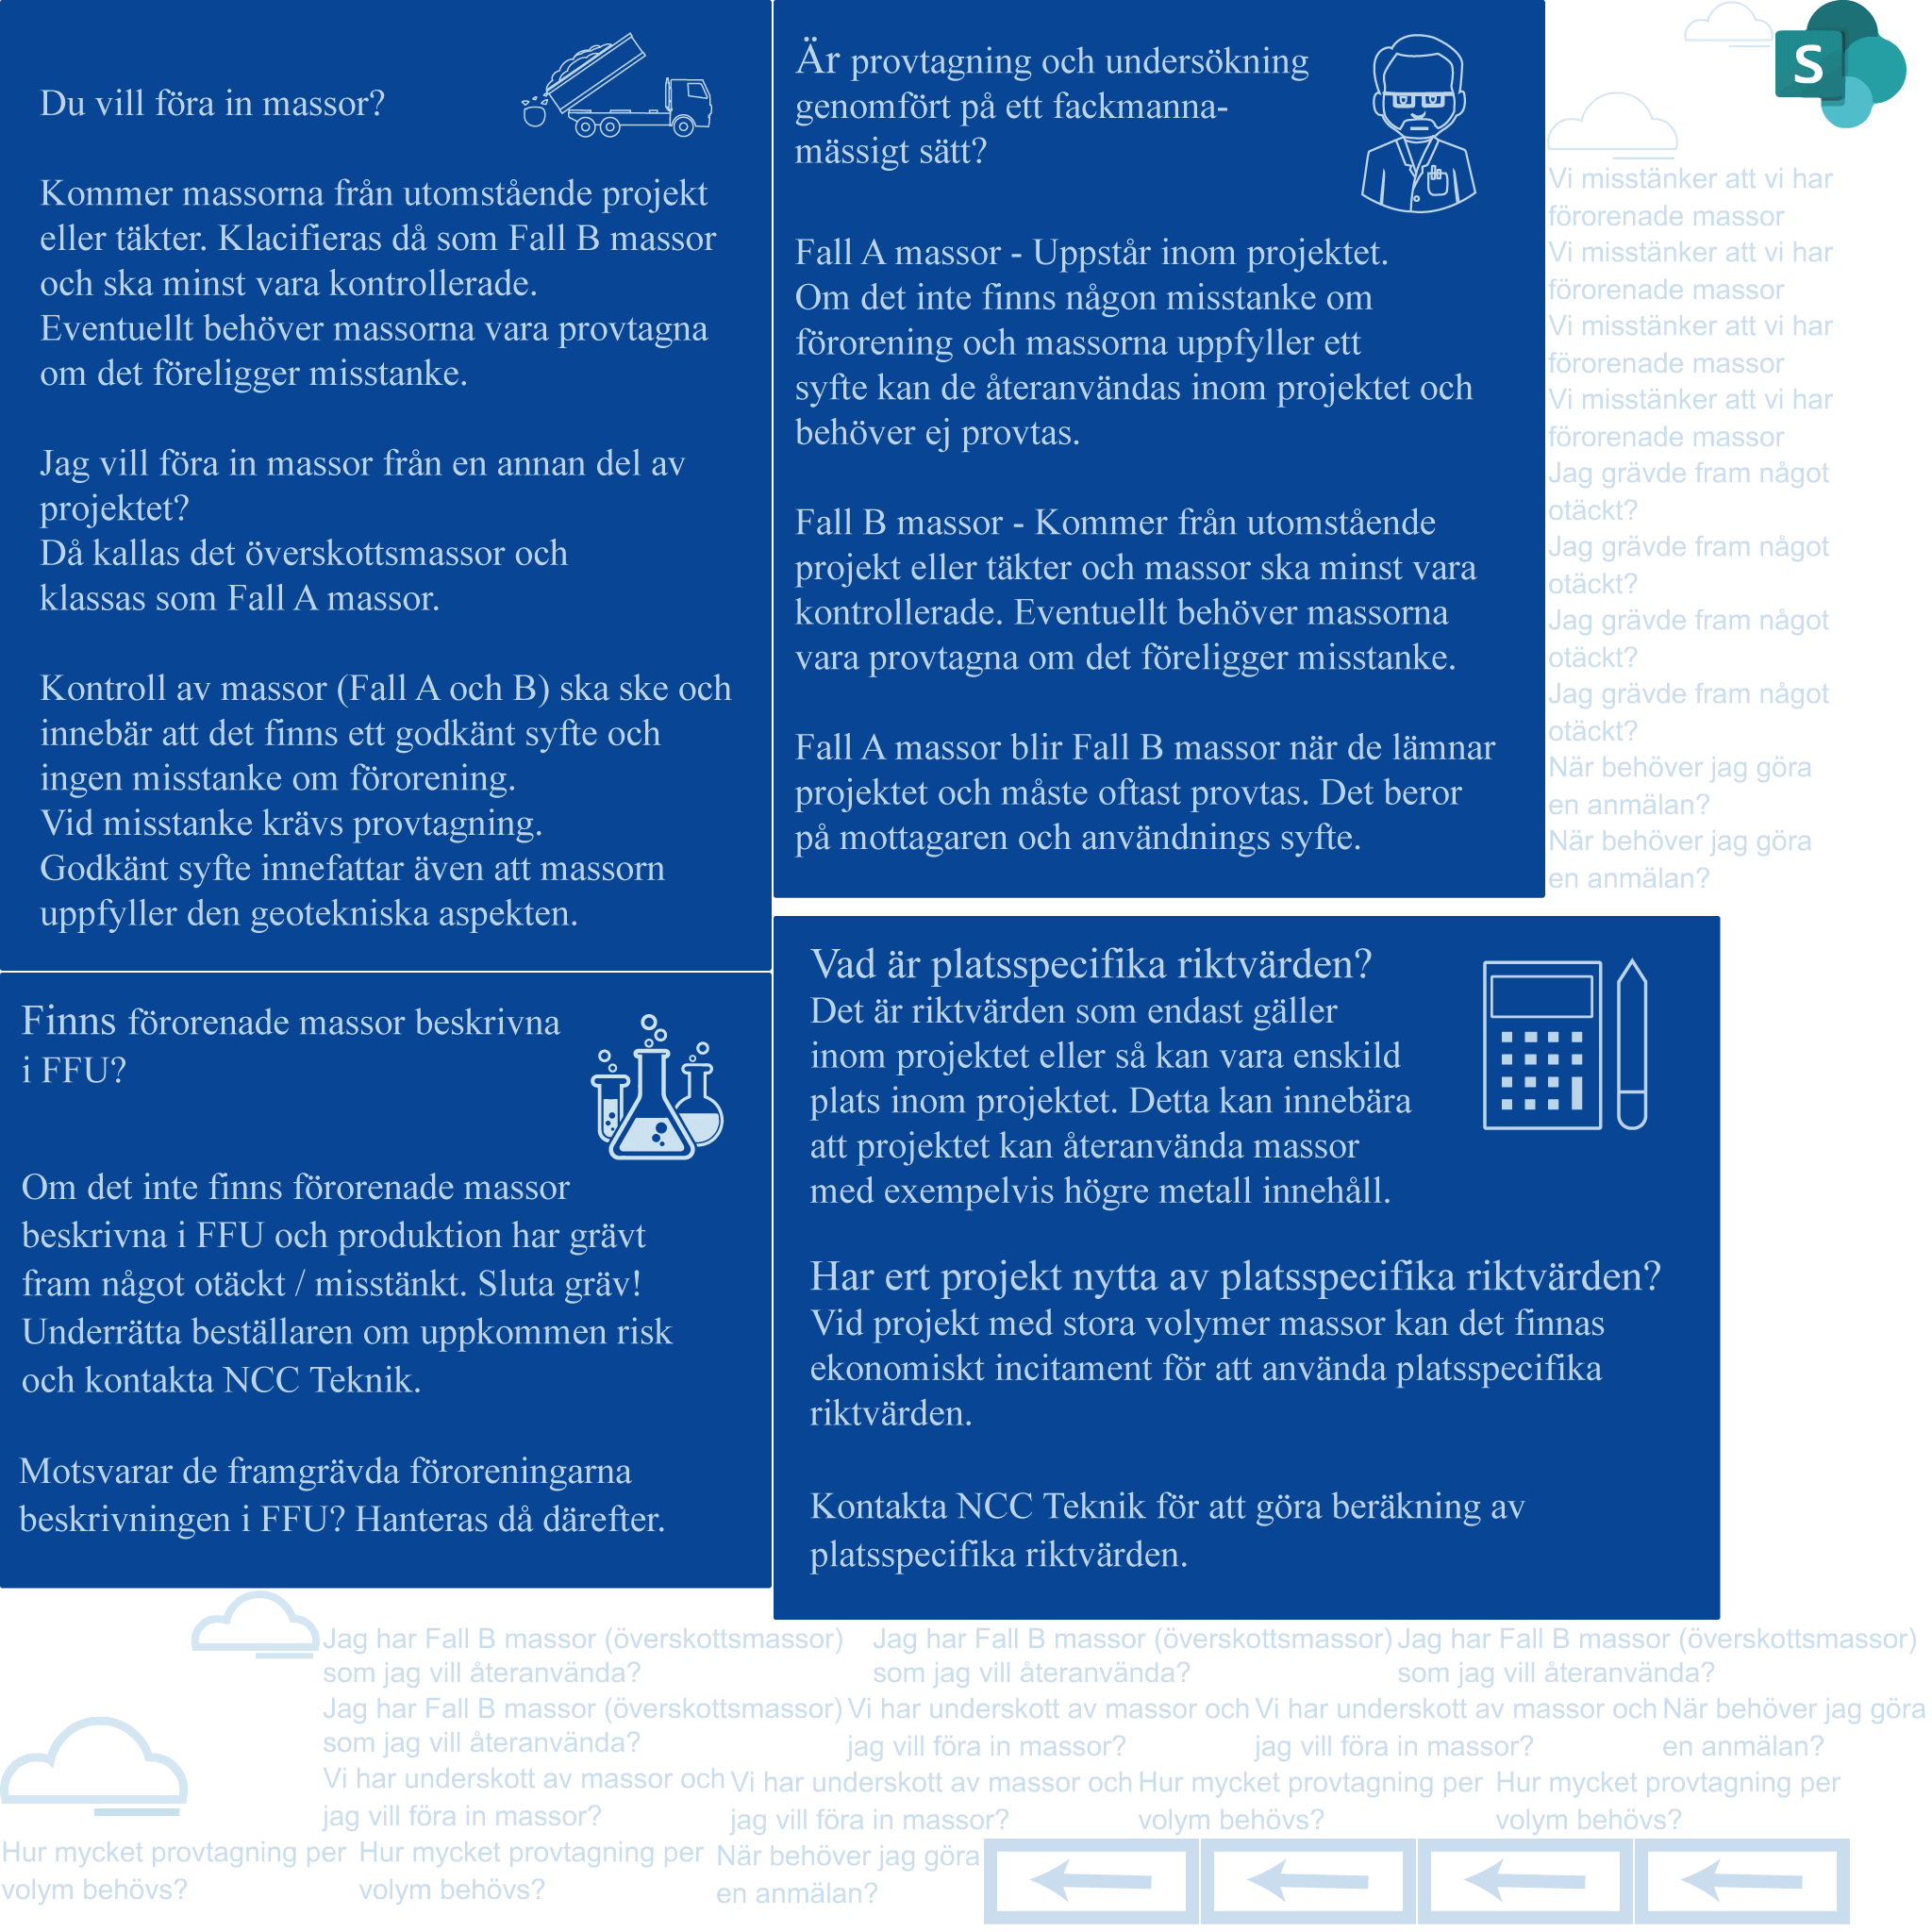 Du vill föra in massor?
Kommer massorna från utomstående projekt
eller täkter. Klacifieras då som Fall B massor
och ska minst vara kontrollerade.
Eventuellt behöver massorna vara provtagna
om det föreligger misstanke.
Jag vill föra in massor från en annan del av
projektet?
Då kallas det överskottsmassor och
klassas som Fall A massor.
Kontroll av massor (Fall A och B) ska ske och
innebär att det finns ett godkänt syfte och
ingen misstanke om förorening.
Vid misstanke krävs provtagning.
Godkänt syfte innefattar även att massorn
uppfyller den geotekniska aspekten.
Är provtagning och undersökning
genomfört på ett fackmanna-
mässigt sätt?
Fall A massor - Uppstår inom projektet.
Om det inte finns någon misstanke om
förorening och massorna uppfyller ett
syfte kan de återanvändas inom projektet och
behöver ej provtas.
Fall B massor - Kommer från utomstående
projekt eller täkter och massor ska minst vara
kontrollerade. Eventuellt behöver massorna
vara provtagna om det föreligger misstanke.
Fall A massor blir Fall B massor när de lämnar
projektet och måste oftast provtas. Det beror
på mottagaren och användnings syfte.
S
Vi misstänker att vi har
förorenade massor
Vi misstänker att vi har
förorenade massor
Vi misstänker att vi har
förorenade massor
Vi misstänker att vi har
förorenade massor
Jag grävde fram något
otäckt?
Jag grävde fram något
otäckt?
Jag grävde fram något
otäckt?
Jag grävde fram något
otäckt?
När behöver jag göra
en anmälan?
När behöver jag göra
en anmälan?
Finns förorenade massor beskrivna
i FFU?
Om det inte finns förorenade massor
beskrivna i FFU och produktion har grävt
fram något otäckt / misstänkt. Sluta gräv!
Underrätta beställaren om uppkommen risk
och kontakta NCC Teknik.
Motsvarar de framgrävda föroreningarna
beskrivningen i FFU? Hanteras då därefter.
Vad är platsspecifika riktvärden?
Det är riktvärden som endast gäller
inom projektet eller så kan vara enskild
plats inom projektet. Detta kan innebära
att projektet kan återanvända massor
med exempelvis högre metall innehåll.
Har ert projekt nytta av platsspecifika riktvärden?
Vid projekt med stora volymer massor kan det finnas
ekonomiskt incitament för att använda platsspecifika
riktvärden.
Kontakta NCC Teknik för att göra beräkning av
platsspecifika riktvärden.
Jag har Fall B massor (överskottsmassor) Jag har Fall B massor (överskottsmassor) Jag har Fall B massor (överskottsmassor)
som jag vill återanvända? som jag vill återanvända? som jag vill återanvända?
Jag har Fall B massor (överskottsmassor) Vi har underskott av massor och Vi har underskott av massor och När behöver jag göra
som jag vill återanvända? jag vill föra in massor? jag vill föra in massor? en anmälan?
Vi har underskott av massor och Vi har underskott av massor och Hur mycket provtagning per Hur mycket provtagning per
jag vill föra in massor? jag vill föra in massor? volym behövs? volym behövs?
Hur mycket provtagning per Hur mycket provtagning per När behöver jag göra
volym behövs? volym behövs? en anmälan?